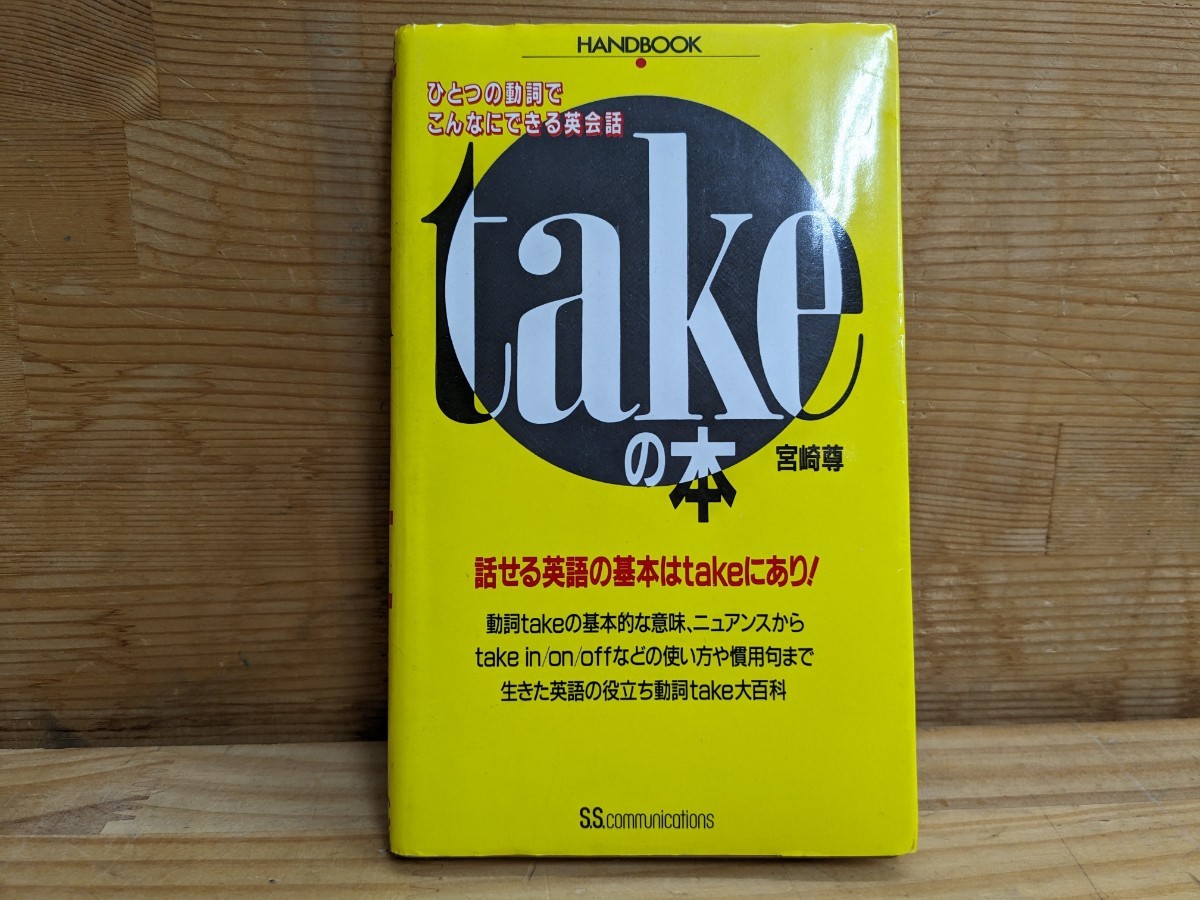 HANDBOOK
ひとつの動詞で
こんなにできる英会話
take
の本
宮崎尊
話せる英語の基本はtakeにあり!
動詞takeの基本的な意味、ニュアンスから
take in/on/offなどの使い方や慣用句まで
生きた英語の役立ち動詞take大百科
S.S.communications